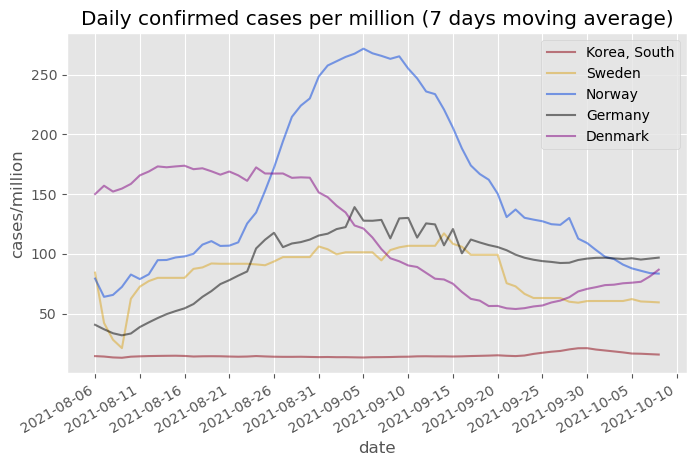 Daily confirmed cases per million (7 days moving average)
Korea, South
Sweden
Norway
Germany
Denmark
cases/million
250
200
150
100
50
2021-08-06
2021-08-11
2021-08-16
2021-08-21
2021-08-26
2021-08-31
2021-09-05
2021-09-10
2021-09-15
2021-09-20
2021-09-25
2021-09-30
2021-10-05
2021-10-10
date